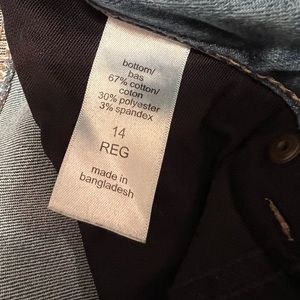 bottom/
bas
67% cotton/
coton
30% polyester
3% spandex
14
REG
made in
bangladesh